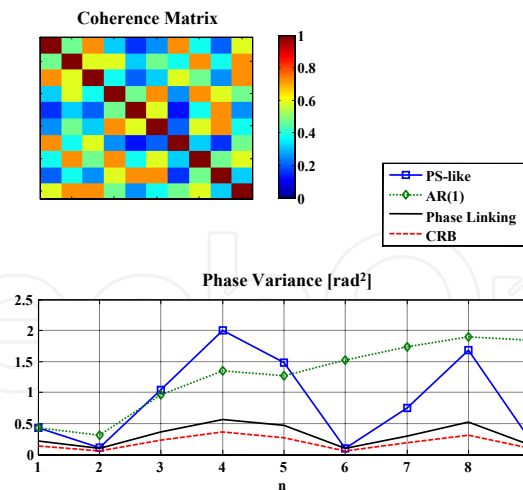 Coherence Matrix
1
0.8
0.6
0.4
0.2
0
PS-like
AR(1)
Phase Linking
CRB
Phase Variance [rad²]
2.5
2
1.5
1
0.5
0
1 2 3 4 5 6 7 8
n